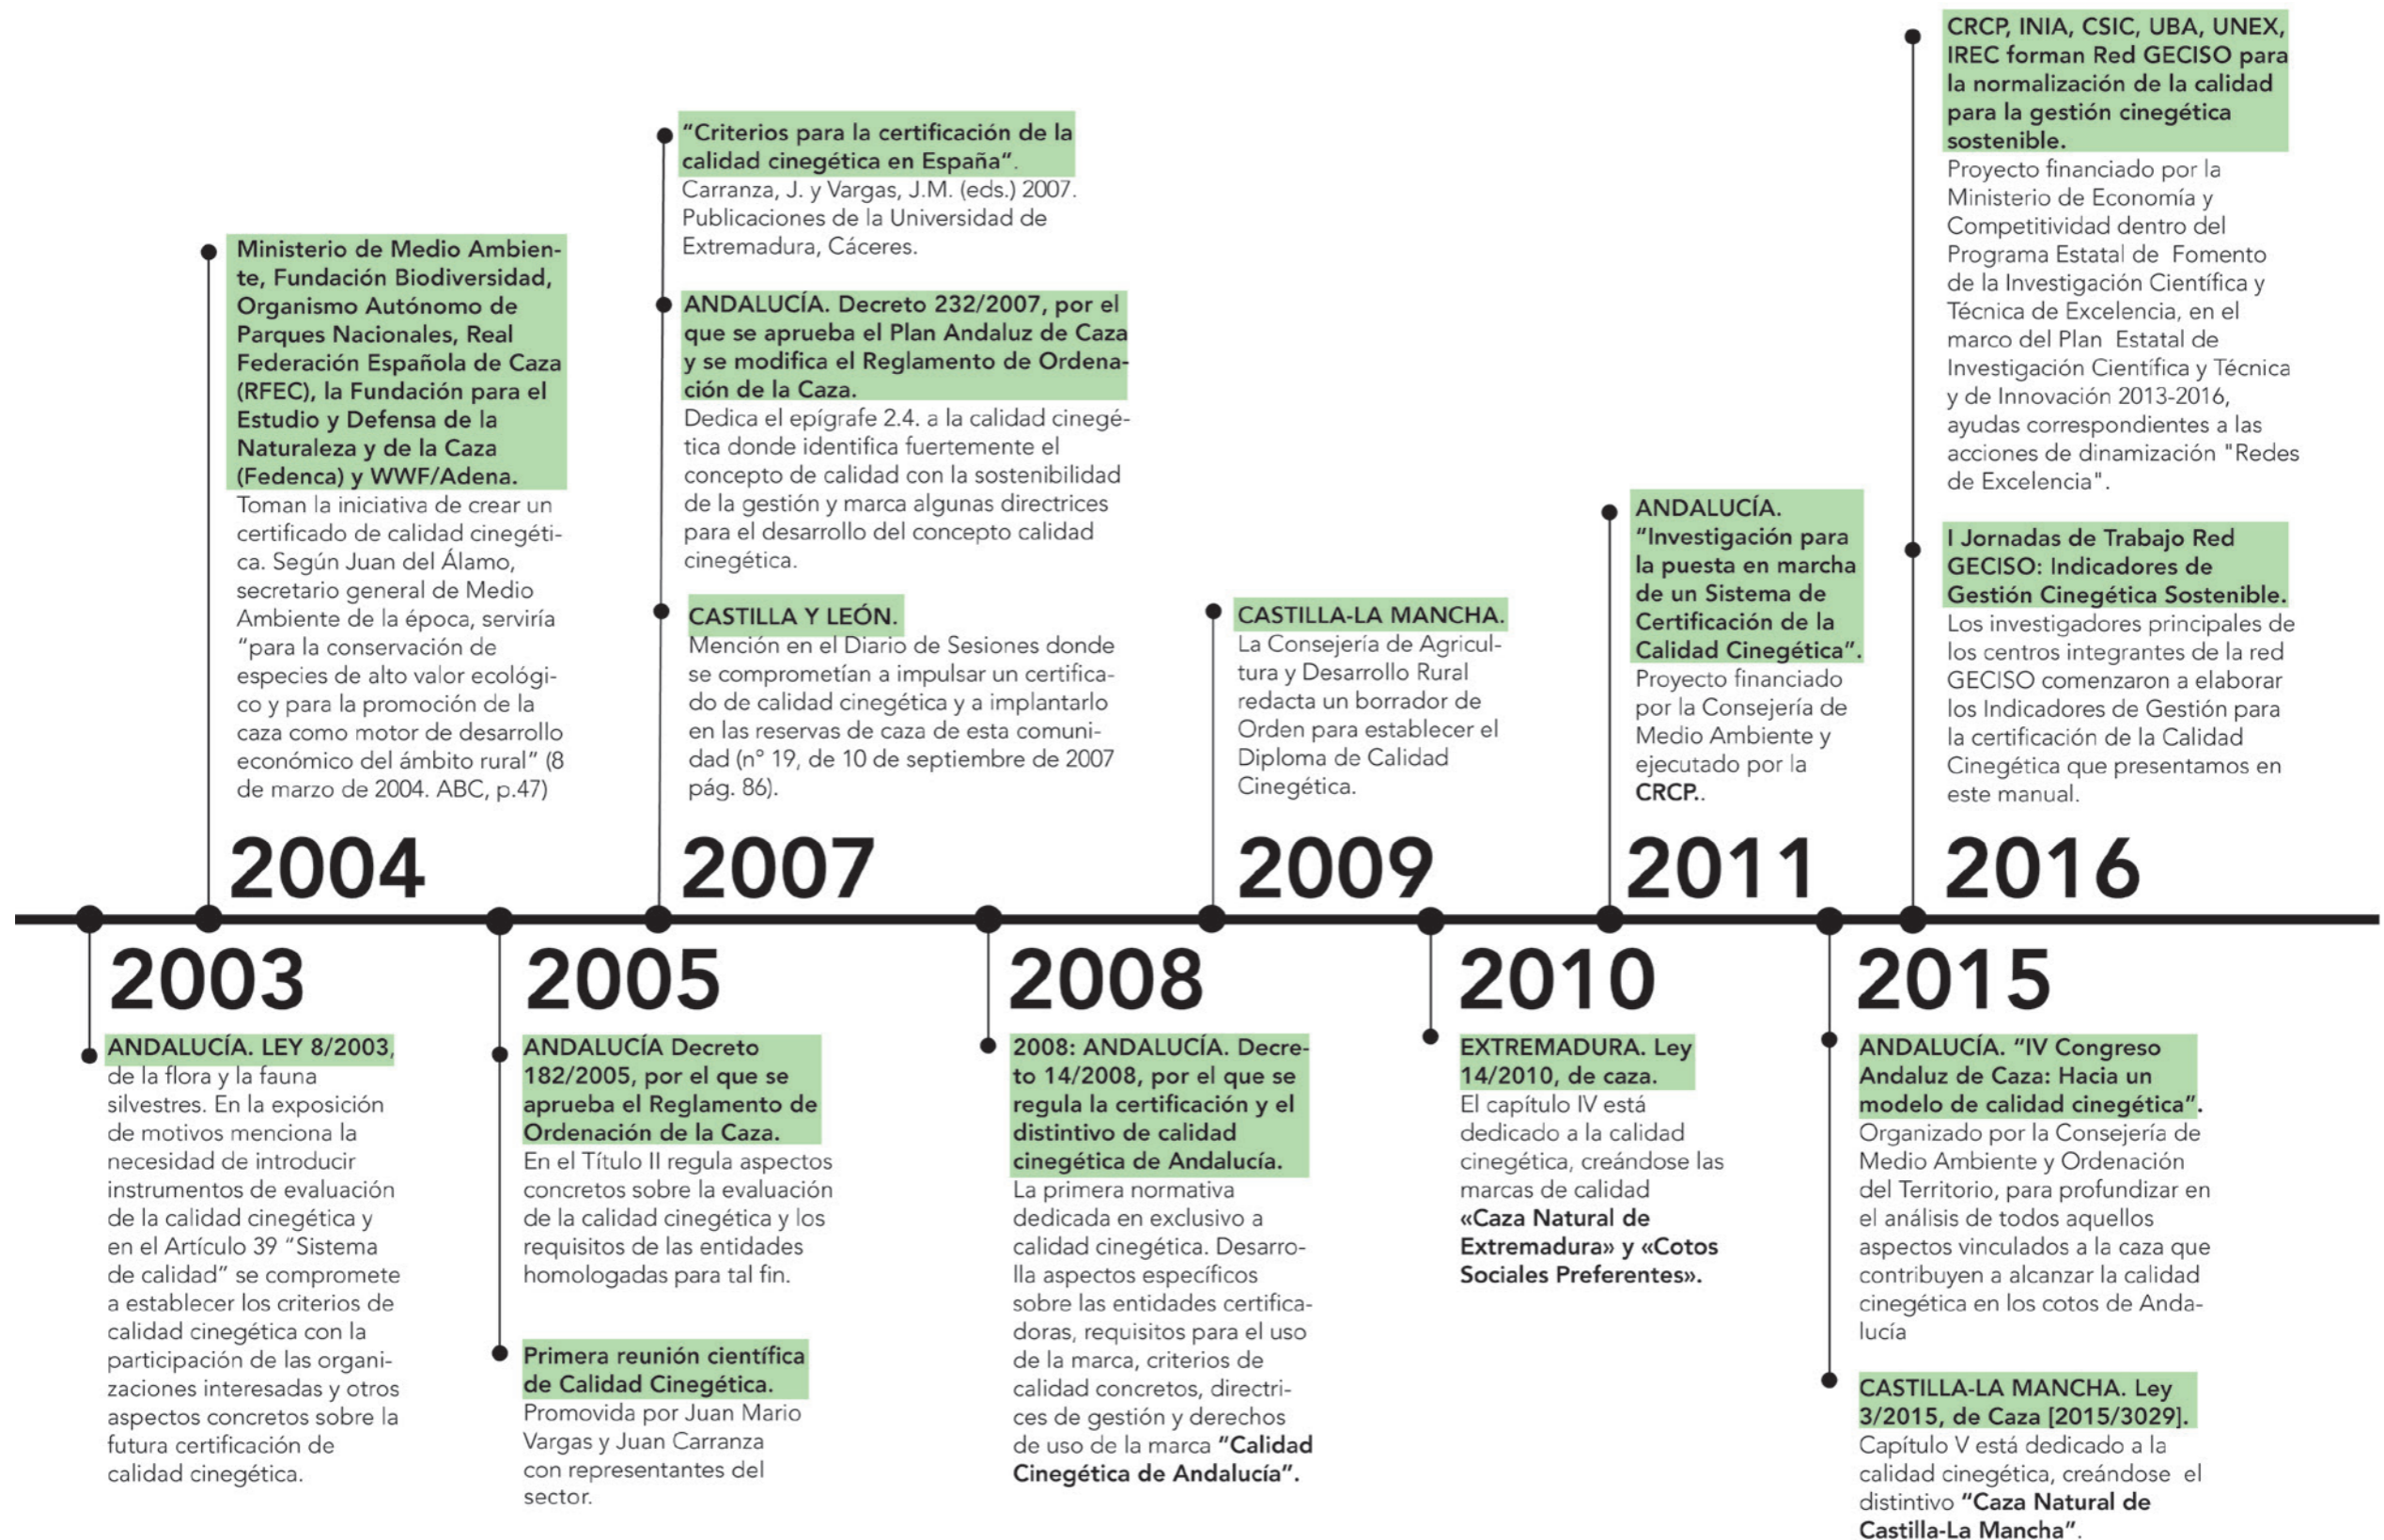 2003
ANDALUCÍA. LEY 8/2003,
de la flora y la fauna
silvestres. En la exposición
de motivos menciona la
necesidad de introducir
instrumentos de evaluación
de la calidad cinegética y
en el Artículo 39 “Sistema
de calidad” se compromete
a establecer los criterios de
calidad cinegética con la
participación de las organi-
zaciones interesadas y otros
aspectos concretos sobre la
futura certificación de
calidad cinegética.
2004
Ministerio de Medio Ambien-
te, Fundación Biodiversidad,
Organismo Autónomo de
Parques Nacionales, Real
Federación Española de Caza
(RFEC), la Fundación para el
Estudio y Defensa de la
Naturaleza y de la Caza
(Fedenca) y WWF/Adena.
Toman la iniciativa de crear un
certificado de calidad cinegéti-
ca. Según Juan del Álamo,
secretario general de Medio
Ambiente de la época, serviría
“para la conservación de
especies de alto valor ecológi-
co y para la promoción de la
caza como motor de desarrollo
económico del ámbito rural” (8
de marzo de 2004. ABC, p.47)
2005
ANDALUCÍA Decreto
182/2005, por el que se
aprueba el Reglamento de
Ordenación de la Caza.
En el Título II regula aspectos
concretos sobre la evaluación
de la calidad cinegética y los
requisitos de las entidades
homologadas para tal fin.
Primera reunión científica
de Calidad Cinegética.
Promovida por Juan Mario
Vargas y Juan Carranza
con representantes del
sector.
2007
“Criterios para la certificación de la
calidad cinegética en España”.
Carranza, J. y Vargas, J.M. (eds.) 2007.
Publicaciones de la Universidad de
Extremadura, Cáceres.
ANDALUCÍA. Decreto 232/2007, por el
que se aprueba el Plan Andaluz de Caza
y se modifica el Reglamento de Ordena-
ción de la Caza.
Dedica el epígrafe 2.4. a la calidad cinegé-
tica donde identifica fuertemente el
concepto de calidad con la sostenibilidad
de la gestión y marca algunas directrices
para el desarrollo del concepto calidad
cinegética.
CASTILLA Y LEÓN.
Mención en el Diario de Sesiones donde
se comprometían a impulsar un certifica-
do de calidad cinegética y a implantarlo
en las reservas de caza de esta comuni-
dad (nº 19, de 10 de septiembre de 2007
pág. 86).
2008
2008: ANDALUCÍA. Decre-
to 14/2008, por el que se
regula la certificación y el
distintivo de calidad
cinegética de Andalucía.
La primera normativa
dedicada en exclusivo a
calidad cinegética. Desarro-
lla aspectos específicos
sobre las entidades certifica-
doras, requisitos para el uso
de la marca, criterios de
calidad concretos, directri-
ces de gestión y derechos
de uso de la marca “Calidad
Cinegética de Andalucía”.
2009
CASTILLA-LA MANCHA.
La Consejería de Agricul-
tura y Desarrollo Rural
redacta un borrador de
Orden para establecer el
Diploma de Calidad
Cinegética.
2010
EXTREMADURA. Ley
14/2010, de caza.
El capítulo IV está
dedicado a la calidad
cinegética, creándose las
marcas de calidad
«Caza Natural de
Extremadura» y «Cotos
Sociales Preferentes».
2011
ANDALUCÍA.
“Investigación para
la puesta en marcha
de un Sistema de
Certificación de la
Calidad Cinegética”.
Proyecto financiado
por la Consejería de
Medio Ambiente y
ejecutado por la
CRCP..
2015
ANDALUCÍA. “IV Congreso
Andaluz de Caza: Hacia un
modelo de calidad cinegética”.
Organizado por la Consejería de
Medio Ambiente y Ordenación
del Territorio, para profundizar en
el análisis de todos aquellos
aspectos vinculados a la caza que
contribuyen a alcanzar la calidad
cinegética en los cotos de Anda-
lucía
CASTILLA-LA MANCHA. Ley
3/2015, de Caza [2015/3029].
Capítulo V está dedicado a la
calidad cinegética, creándose el
distintivo “Caza Natural de
Castilla-La Mancha”.
2016
CRCP, INIA, CSIC, UBA, UNEX,
IREC forman Red GECISO para
la normalización de la calidad
para la gestión cinegética
sostenible.
Proyecto financiado por la
Ministerio de Economía y
Competitividad dentro del
Programa Estatal de Fomento
de la Investigación Científica y
Técnica de Excelencia, en el
marco del Plan Estatal de
Investigación Científica y Técnica
y de Innovación 2013-2016,
ayudas correspondientes a las
acciones de dinamización "Redes
de Excelencia".
I Jornadas de Trabajo Red
GECISO: Indicadores de
Gestión Cinegética Sostenible.
Los investigadores principales de
los centros integrantes de la red
GECISO comenzaron a elaborar
los Indicadores de Gestión para
la certificación de la Calidad
Cinegética que presentamos en
este manual.